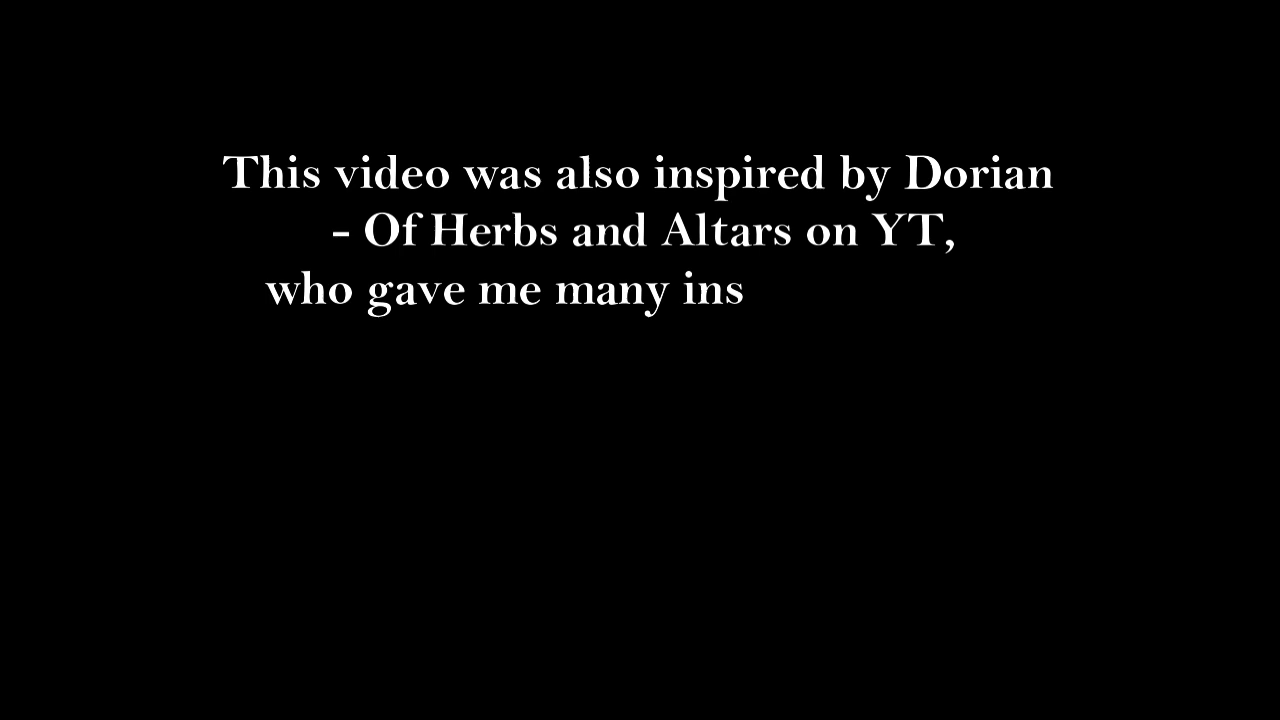 This video was also inspired by Dorian
- Of Herbs and Altars on YT,
who gave me many ins